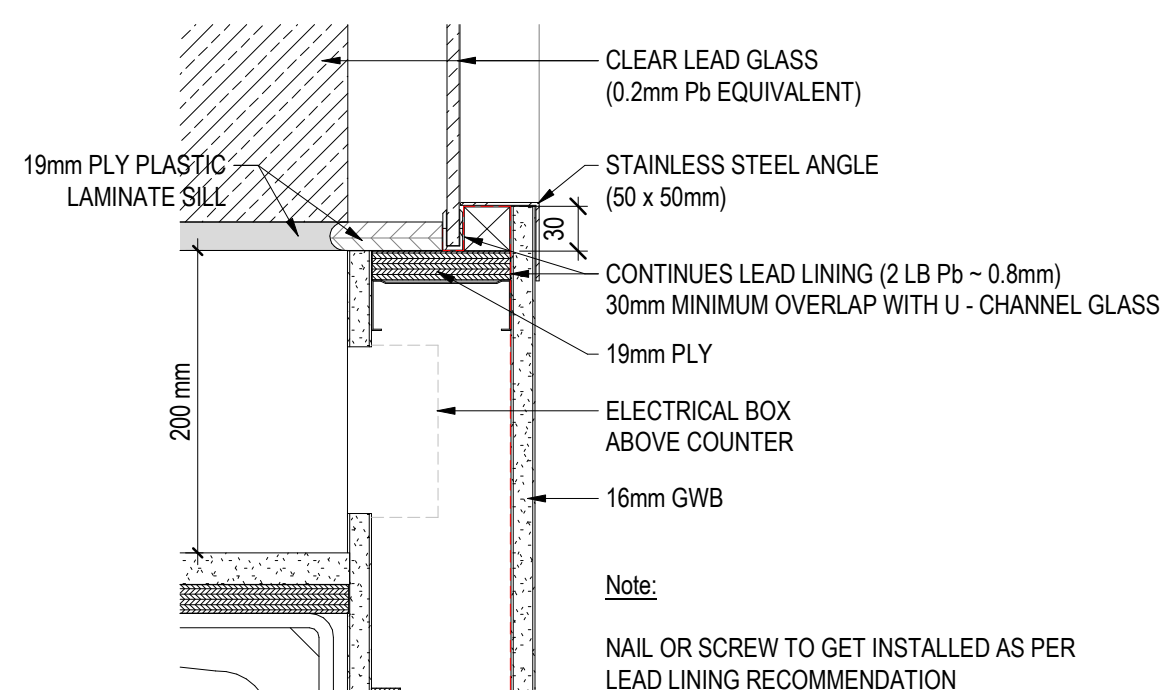 CLEAR LEAD GLASS
(0.2mm Pb EQUIVALENT)
19mm PLY PLASTIC
LAMINATE SILL
STAINLESS STEEL ANGLE
(50 x 50mm)
30
CONTINUES LEAD LINING (2 LB Pb ~ 0.8mm)
30mm MINIMUM OVERLAP WITH U - CHANNEL GLASS
19mm PLY
200 mm
ELECTRICAL BOX
ABOVE COUNTER
16mm GWB
Note:
NAIL OR SCREW TO GET INSTALLED AS PER
LEAD LINING RECOMMENDATION